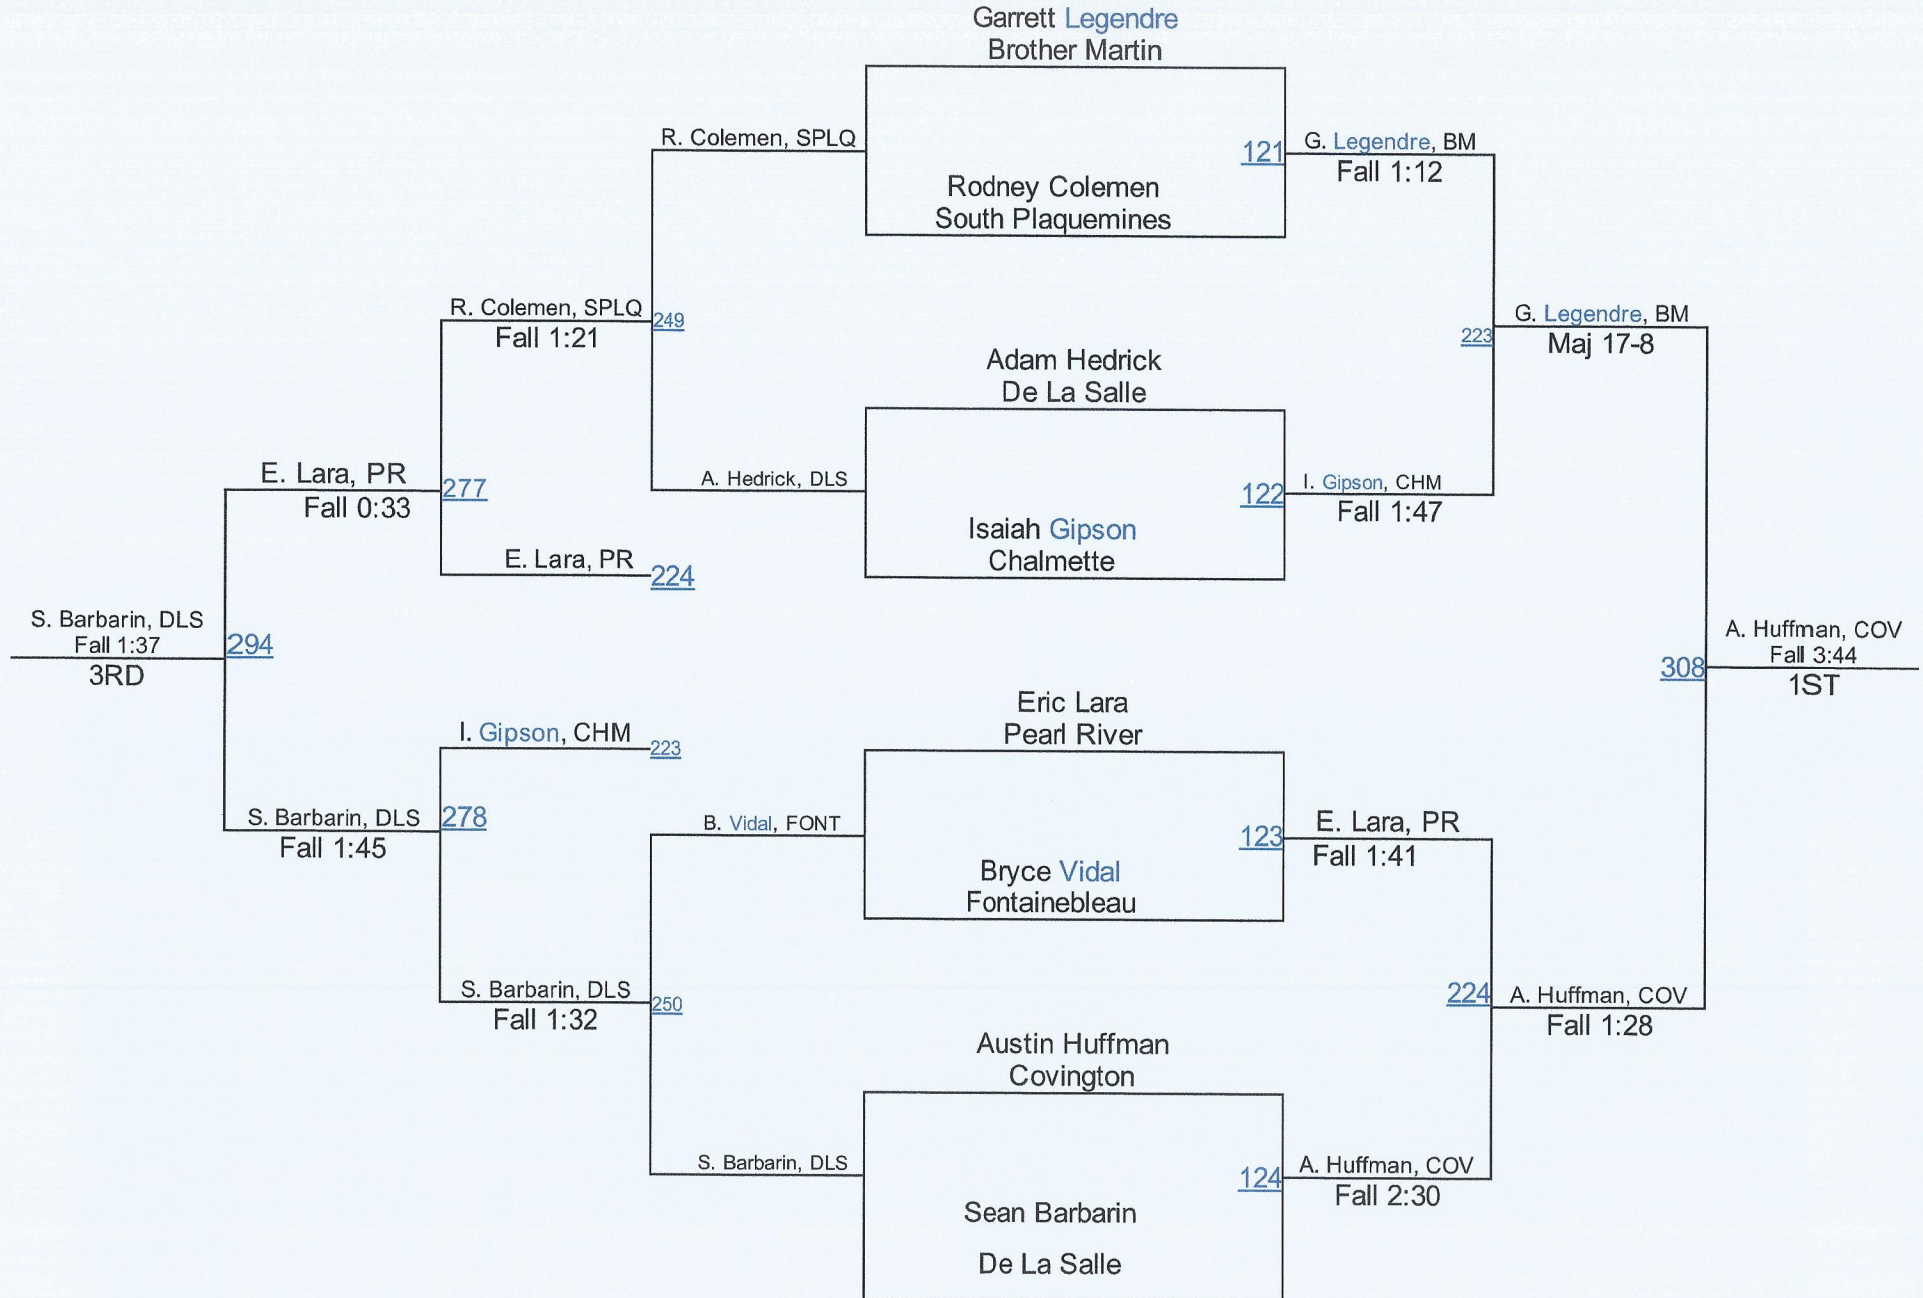 Garrett Legendre
Brother Martin
R. Colemen, SPLQ
121
G. Legendre, BM
Fall 1:12
Rodney Colemen
South Plaquemines
R. Colemen, SPLQ
249
Fall 1:21
G. Legendre, BM
223
Maj 17-8
Adam Hedrick
De La Salle
E. Lara, PR
277
Fall 0:33
A. Hedrick, DLS
122
I. Gipson, CHM
Fall 1:47
Isaiah Gipson
Chalmette
E. Lara, PR
224
S. Barbarin, DLS
Fall 1:37
294
3RD
A. Huffman, COV
Fall 3:44
308
1ST
Eric Lara
Pearl River
I. Gipson, CHM
223
S. Barbarin, DLS
278
Fall 1:45
B. Vidal, FONT
123
E. Lara, PR
Fall 1:41
Bryce Vidal
Fontainebleau
S. Barbarin, DLS
250
Fall 1:32
224
A. Huffman, COV
Fall 1:28
Austin Huffman
Covington
S. Barbarin, DLS
124
A. Huffman, COV
Fall 2:30
Sean Barbarin
De La Salle